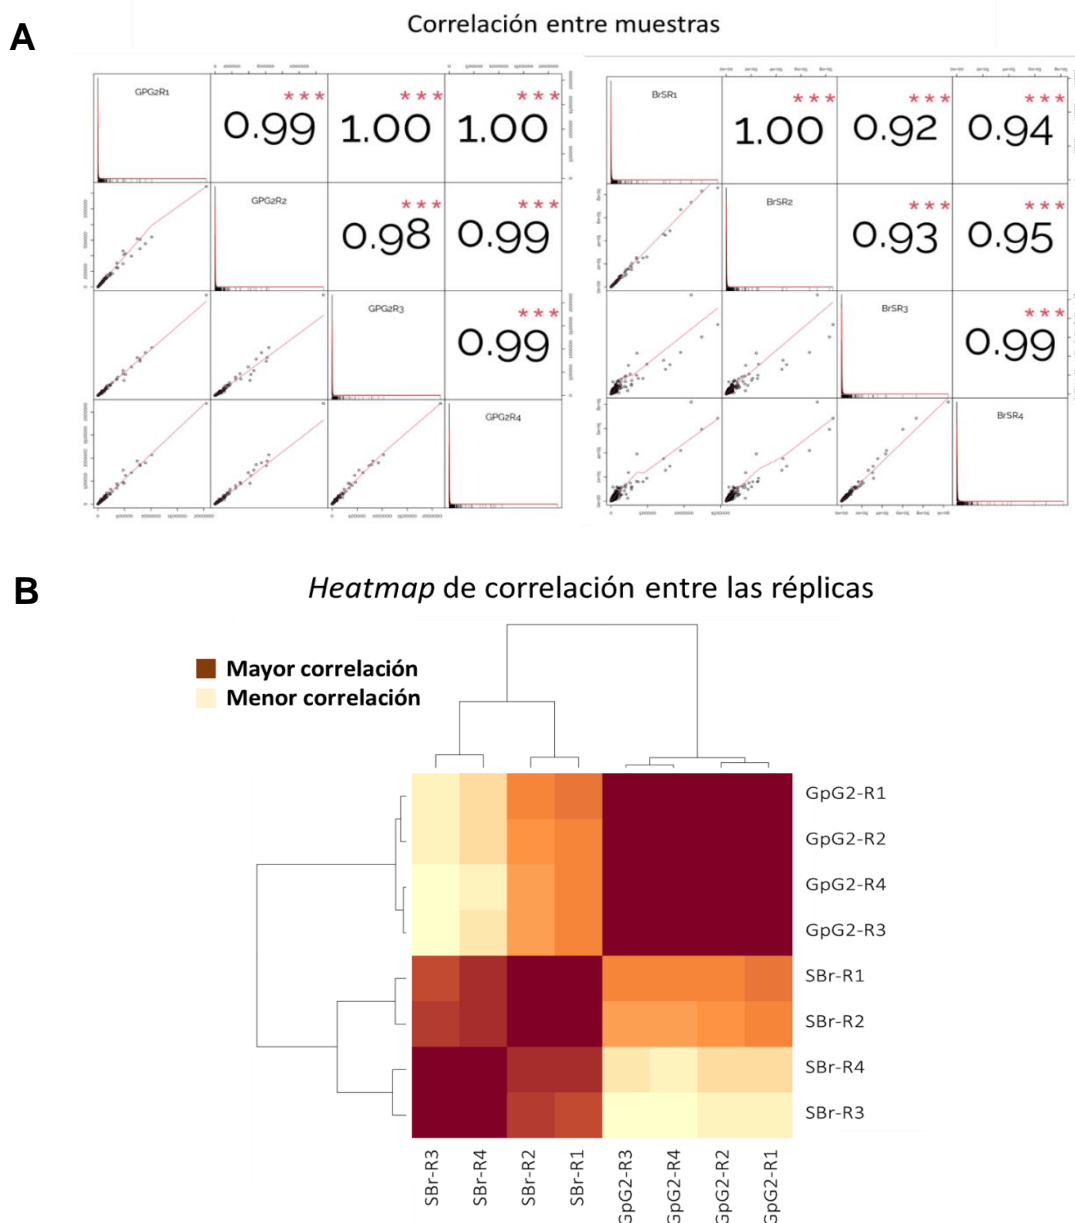 Correlación entre muestras
A
GPG2R1
***
0.99
***
1.00
***
1.00
GPG2R2
***
0.98
***
0.99
GPG2R3
***
0.99
GPG2R4
BrSR1
***
1.00
***
0.92
***
0.94
BrSR2
***
0.93
***
0.95
BrSR3
***
0.99
BrSR4
B
Heatmap de correlación entre las réplicas
Mayor correlación
Menor correlación
GpG2-R1
GpG2-R2
GpG2-R4
GpG2-R3
SBr-R1
SBr-R2
SBr-R4
SBr-R3
SBr-R3
SBr-R4
SBr-R2
SBr-R1
GpG2-R3
GpG2-R4
GpG2-R2
GpG2-R1